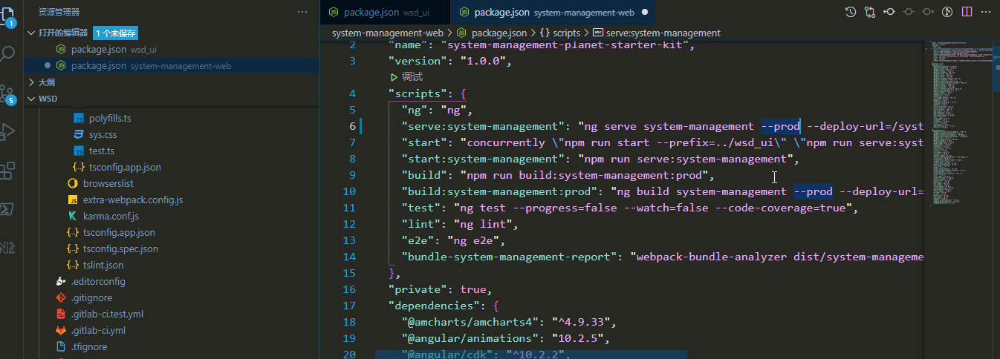 资源管理器
打开的编辑器 1 个未保存
package.json wsd_ui
package.json system-management-web
大纲
WSD
polyfills.ts
sys.css
test.ts
tsconfig.app.json
browserslist
extra-webpack.config.js
karma.conf.js
tsconfig.app.json
tsconfig.spec.json
tslint.json
.editorconfig
.gitignore
.gitlab-ci.test.yml
.gitlab-ci.yml
.tfignore
1
5
package.json wsd_ui
package.json system-management-web
system-management-web > package.json > {} scripts > serve:system-management
2 "name": "system-management-planet-starter-kit",
3 "version": "1.0.0",
调试
4 "scripts": {
5 "ng": "ng",
6 "serve:system-management": "ng serve system-management --prod --deploy-url=/syst
7 "start": "concurrently \"npm run start --prefix=../wsd_ui\" \"npm run serve:syst
8 "start:system-management": "npm run serve:system-management",
9 "build": "npm run build:system-management:prod",
10 "build:system-management:prod": "ng build system-management --prod --deploy-url=
11 "test": "ng test --progress=false --watch=false --code-coverage=true",
12 "lint": "ng lint",
13 "e2e": "ng e2e",
14 "bundle-system-management-report": "webpack-bundle-analyzer dist/system-manageme
15 },
16 "private": true,
17 "dependencies": {
18 "@amcharts/amcharts4": "^4.9.33",
19 "@angular/animations": "10.2.5",
20 "@angular/cdk": "^10.2.2",